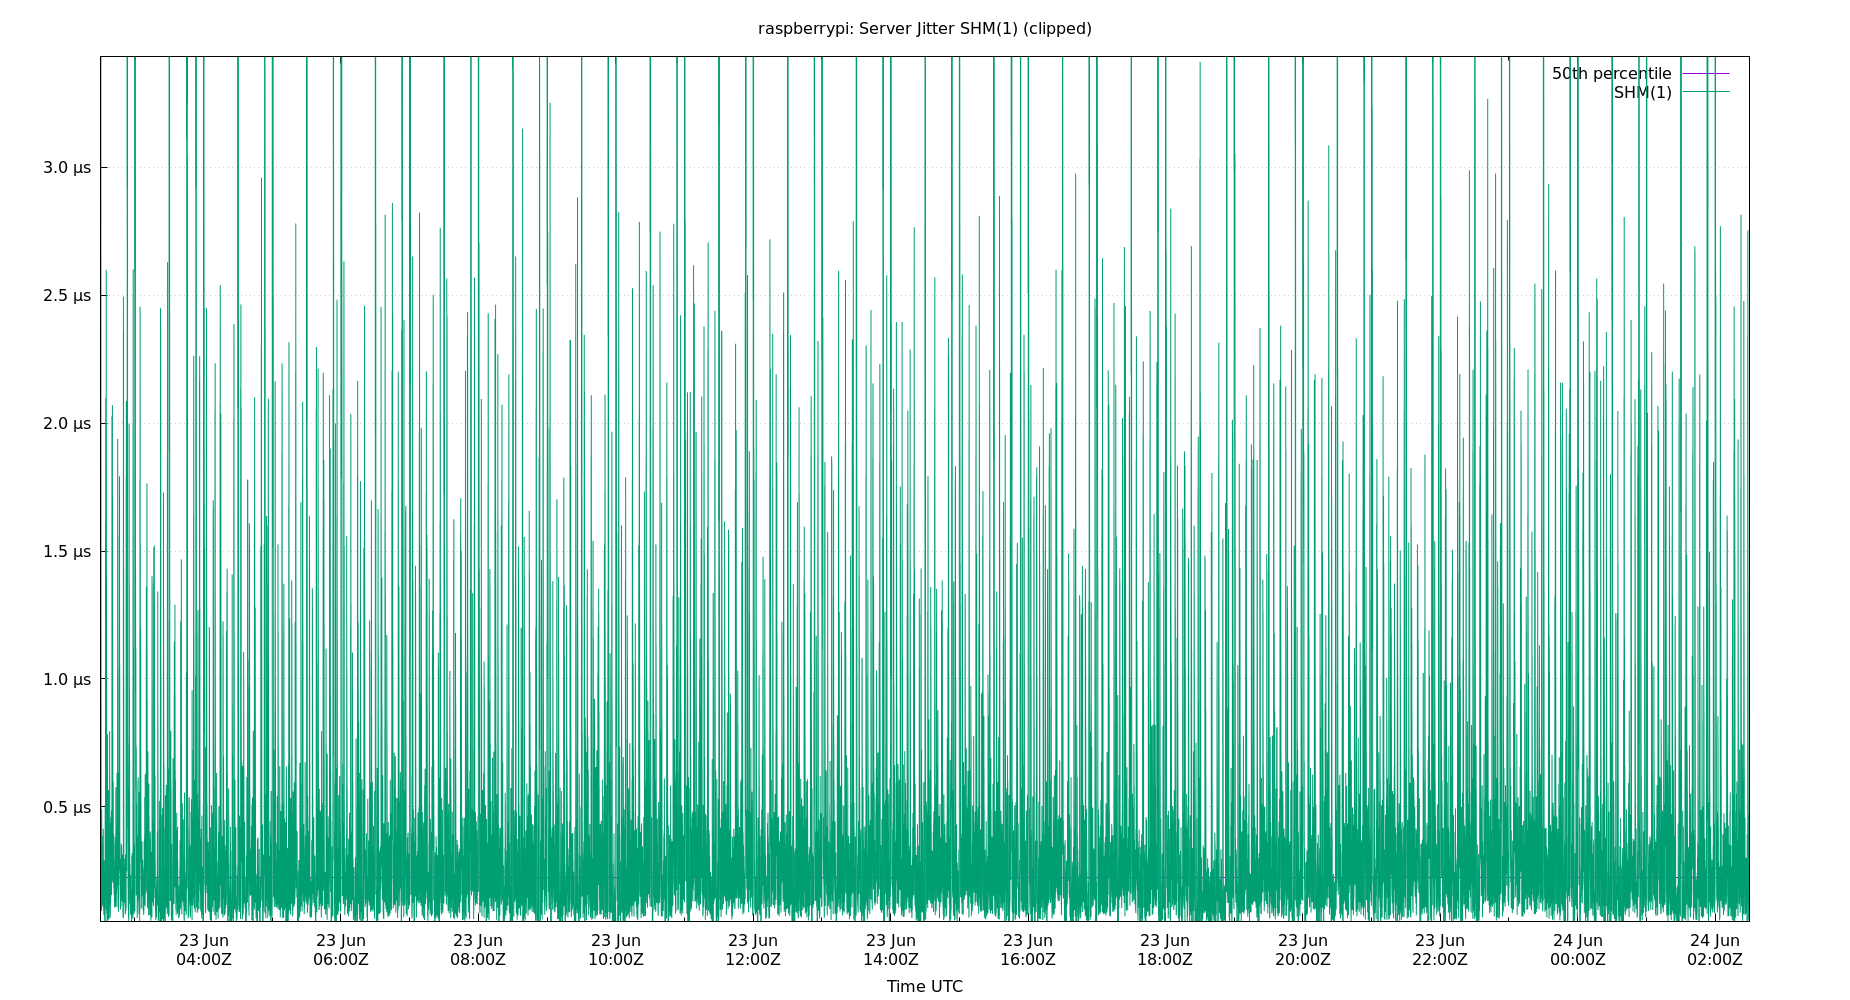 raspberrypi: Server Jitter SHM(1) (clipped)
50th percentile
SHM(1)
3.0 µs
2.5 µs
2.0 µs
1.5 µs
1.0 µs
0.5 µs
23 Jun 23 Jun 23 Jun 23 Jun 23 Jun 23 Jun 23 Jun 23 Jun 23 Jun 23 Jun 24 Jun 24 Jun
04:00Z 06:00Z 08:00Z 10:00Z 12:00Z 14:00Z 16:00Z 18:00Z 20:00Z 22:00Z 00:00Z 02:00Z
Time UTC